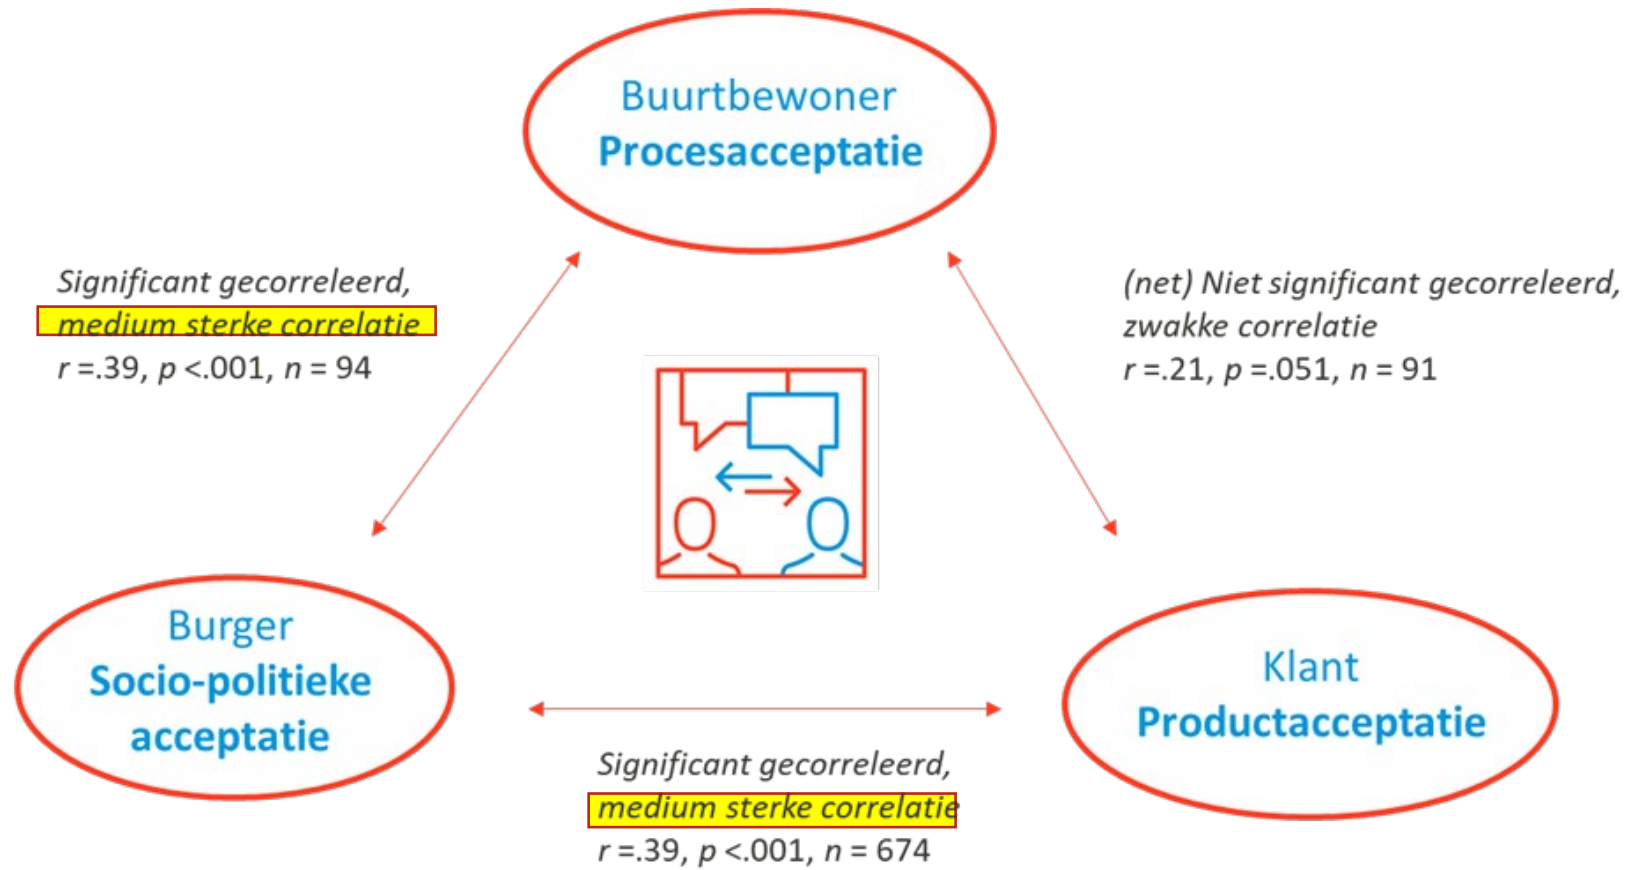 Buurtbewoner
Procesacceptatie
Significant gecorreleerd,
medium sterke correlatie
r =.39, p <.001, n = 94
(net) Niet significant gecorreleerd,
zwakke correlatie
r =.21, p =.051, n = 91
Burger
Socio-politieke
acceptatie
Klant
Productacceptatie
Significant gecorreleerd,
medium sterke correlatie
r =.39, p <.001, n = 674